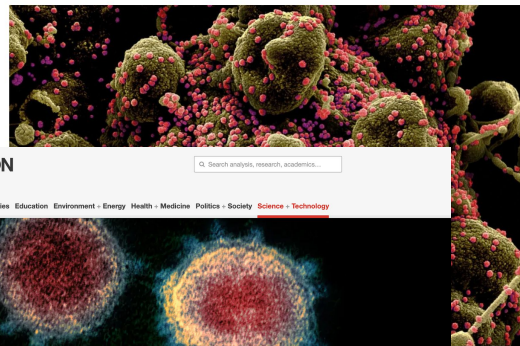 ON
Search analysis, research, academics...
ies Education Environment + Energy Health + Medicine Politics + Society Science + Technology